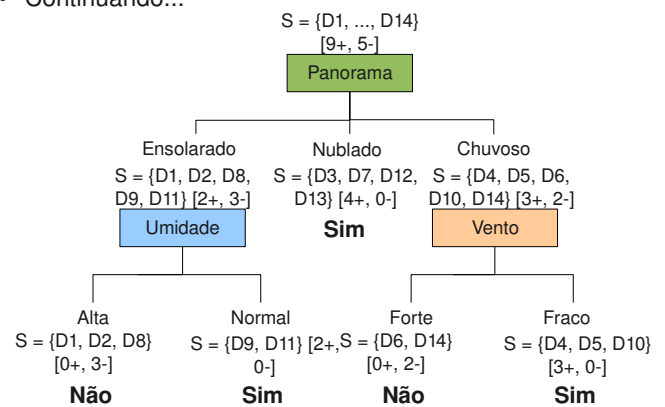 Continuando...
S = {D1, ..., D14}
[9+, 5-]
Panorama
Ensolarado
S = {D1, D2, D8,
D9, D11} [2+, 3-]
Umidade
Nublado
S = {D3, D7, D12,
D13} [4+, 0-]
Sim
Chuvoso
S = {D4, D5, D6,
D10, D14} [3+, 2-]
Vento
Alta
S = {D1, D2, D8}
[0+, 3-]
Não
Normal
S = {D9, D11} [2+,
0-]
Sim
Forte
S = {D6, D14}
[0+, 2-]
Não
Fraco
S = {D4, D5, D10}
[3+, 0-]
Sim